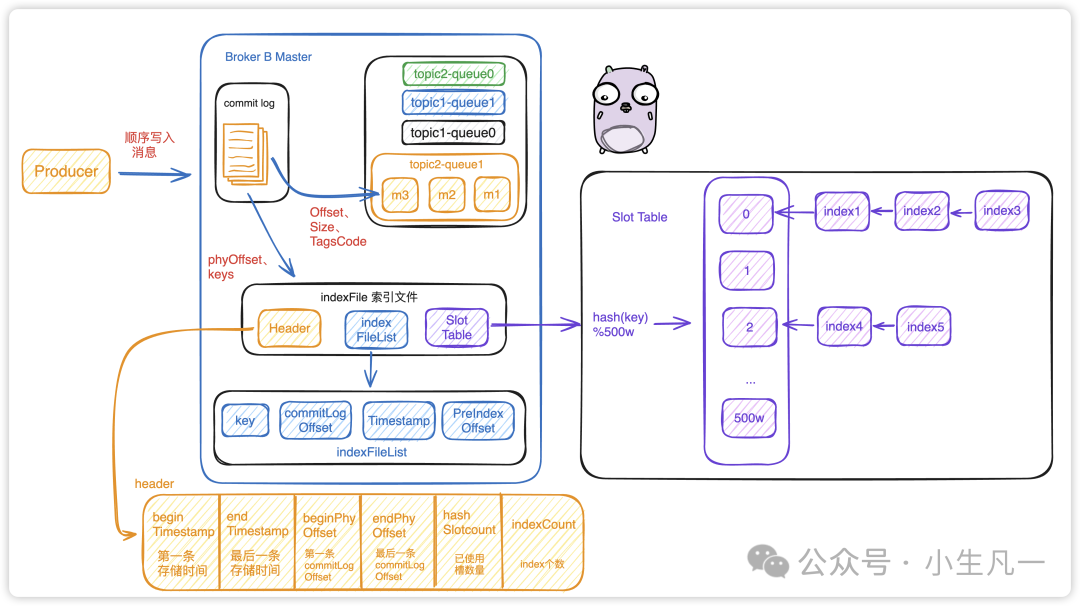 Broker B Master
commit log
topic2-queue0
topic1-queue1
topic1-queue0
topic2-queue1
m3
m2
m1
Producer
顺序写入
消息
Offset、
Size、
TagsCode
phyOffset、
keys
indexFile 索引文件
Header
index
FileList
Slot
Table
key
commitLog
Offset
Timestamp
PreIndex
Offset
indexFileList
Slot Table
hash(key)
%500w
0
index1
index2
index3
1
2
index4
index5
...
500w
header
begin
Timestamp
第一条
存储时间
end
Timestamp
最后一条
存储时间
beginPhy
Offset
第一条
commitLog
Offset
endPhy
Offset
最后一条
commitLog
Offset
hash
Slotcount
已使用
槽数量
indexCount
index个数
公众号 · 小生凡一